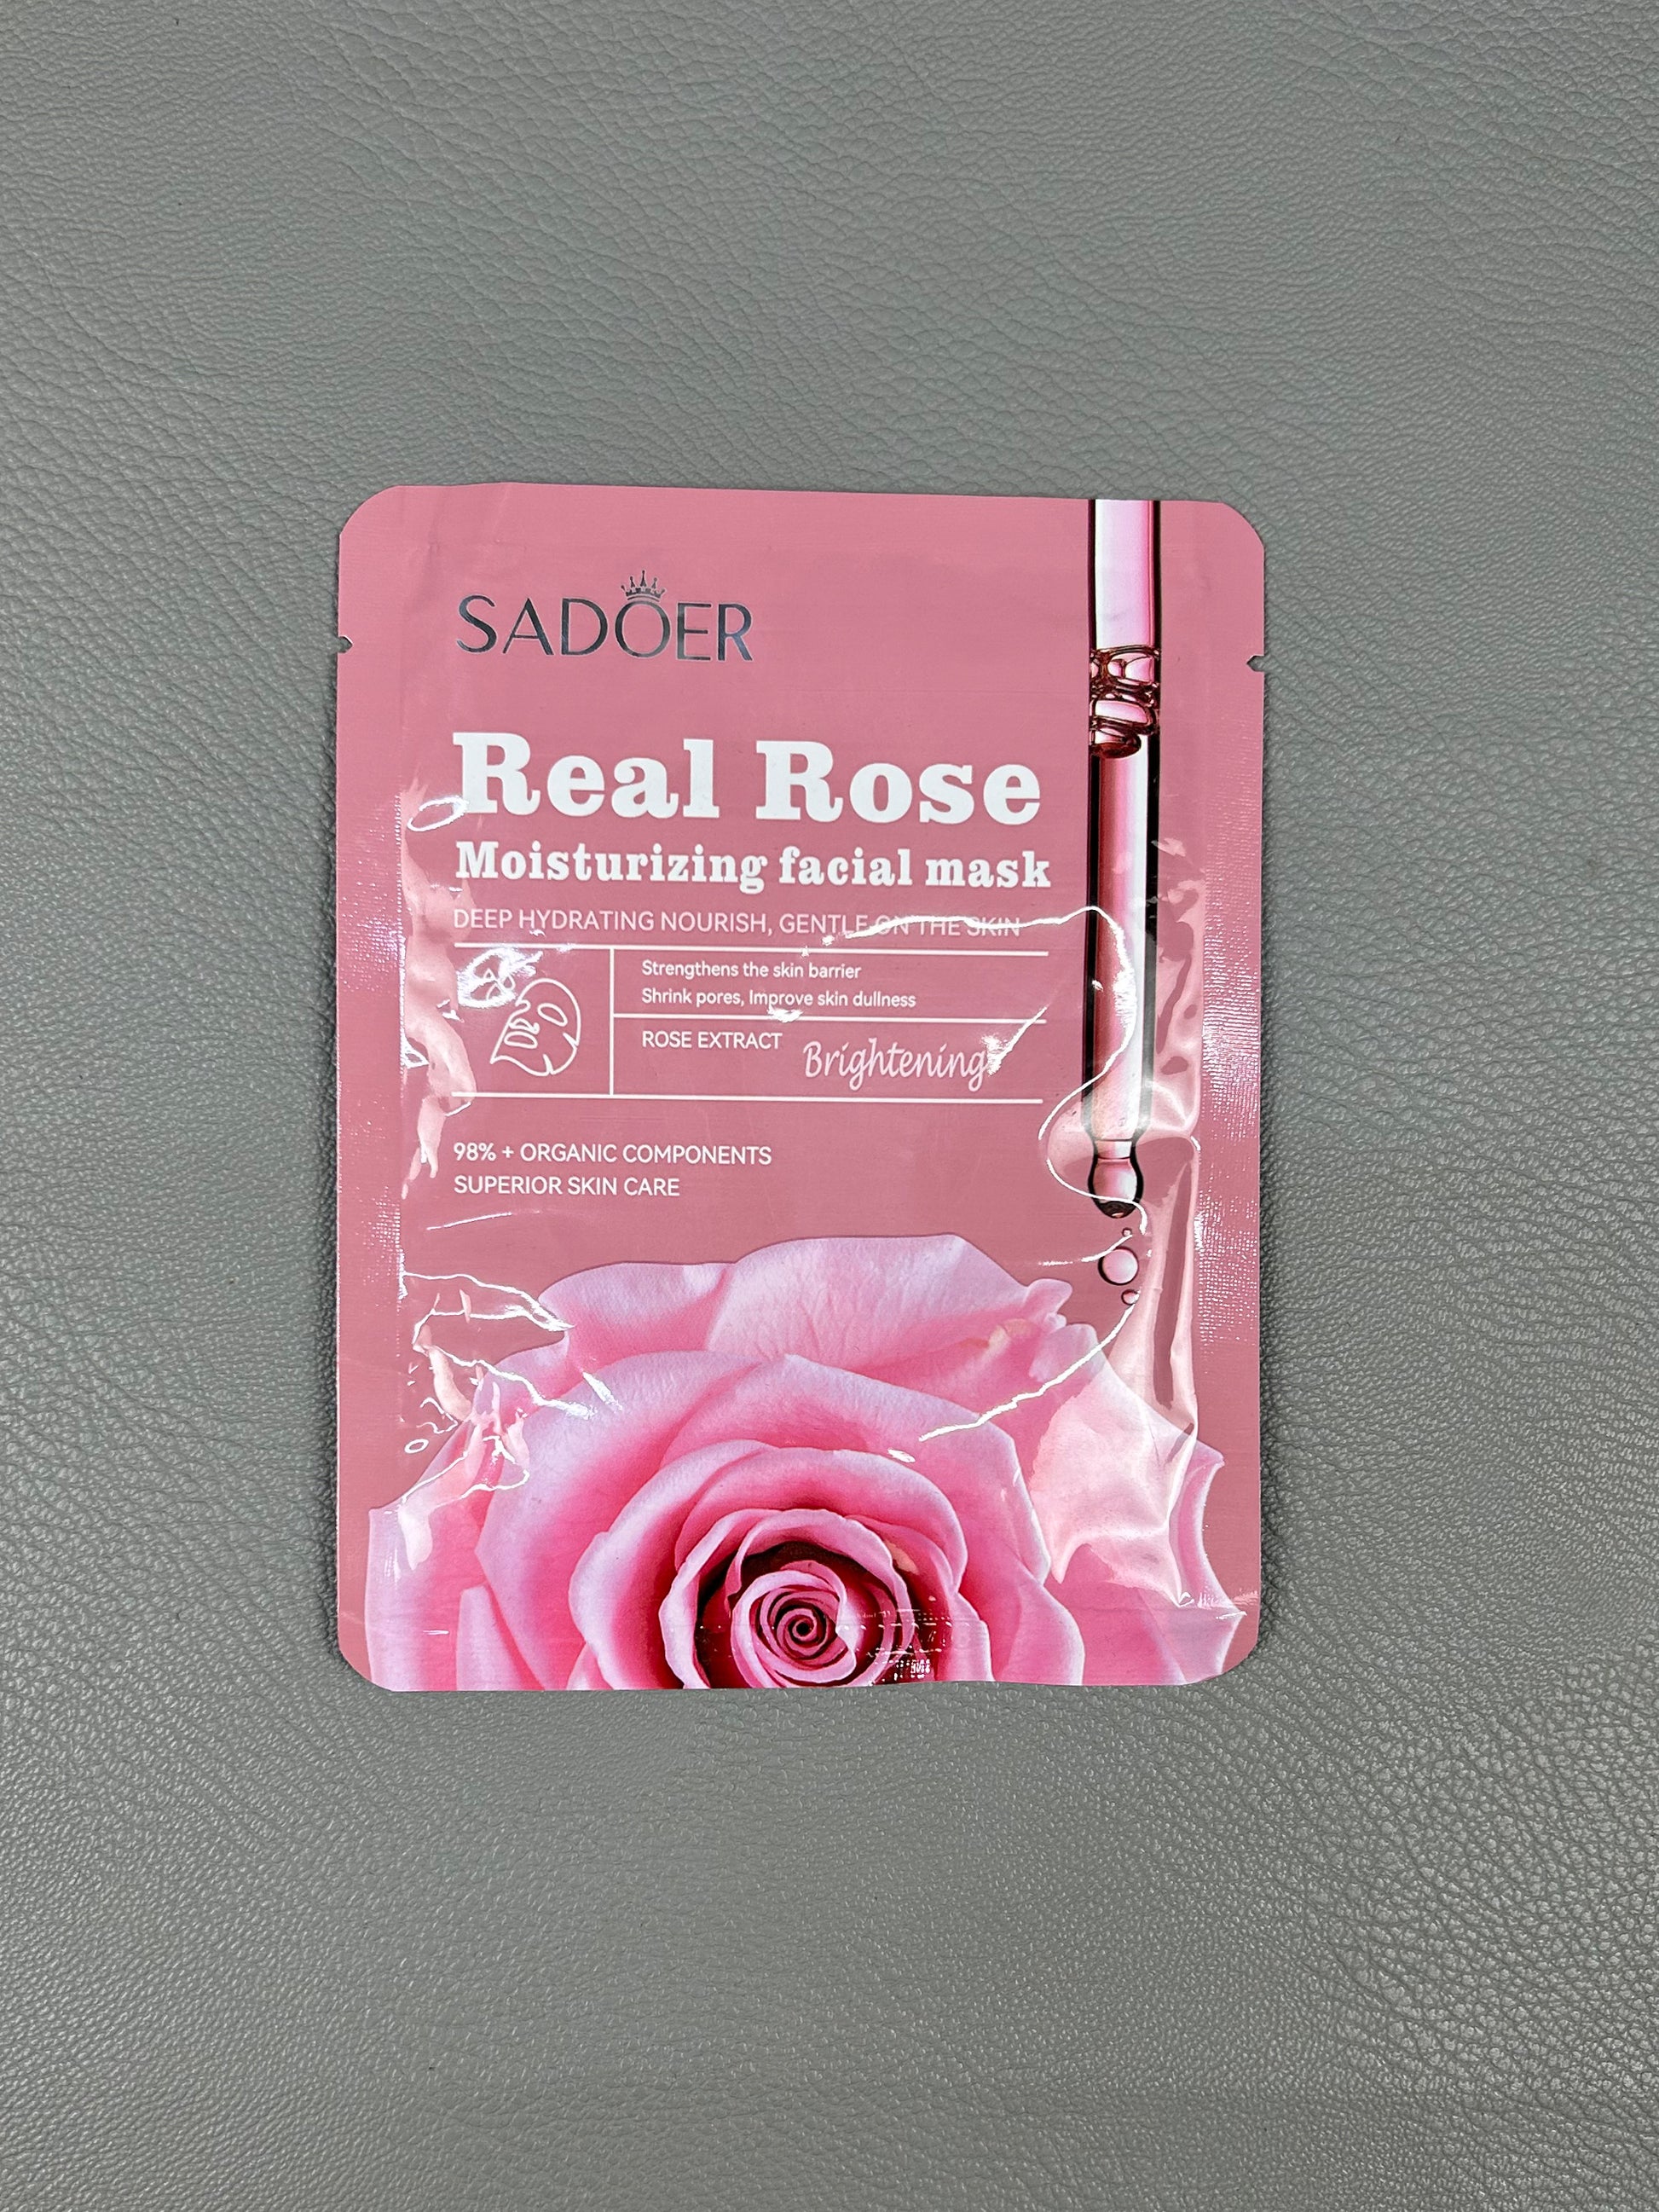 SADOER
Real Rose
Moisturizing facial mask
DEEP HYDRATING NOURISH, GENTLE ON THE SKIN
Strengthens the skin barrier
Shrink pores, Improve skin dullness
ROSE EXTRACT
Brightening
98% + ORGANIC COMPONENTS
SUPERIOR SKIN CARE